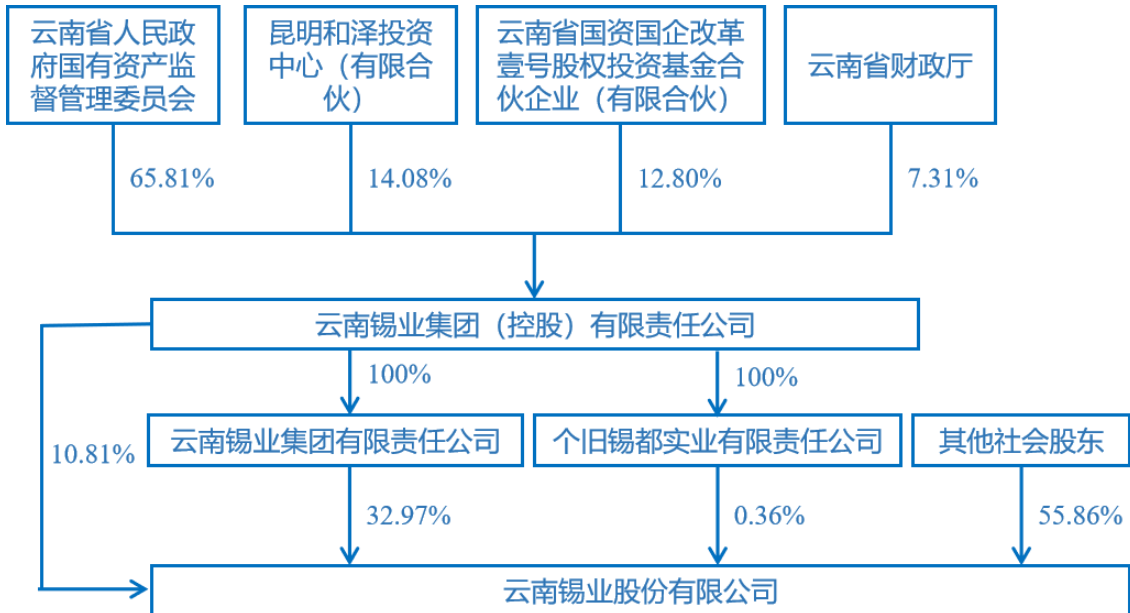 云南省人民政
府国有资产监
督管理委员会
昆明和泽投资
中心（有限合
伙）
云南省国资国企改革
壹号股权投资基金合
伙企业（有限合伙）
云南省财政厅
65.81%
14.08%
12.80%
7.31%
云南锡业集团（控股）有限责任公司
100%
100%
10.81%
云南锡业集团有限责任公司
个旧锡都实业有限责任公司
其他社会股东
32.97%
0.36%
55.86%
云南锡业股份有限公司